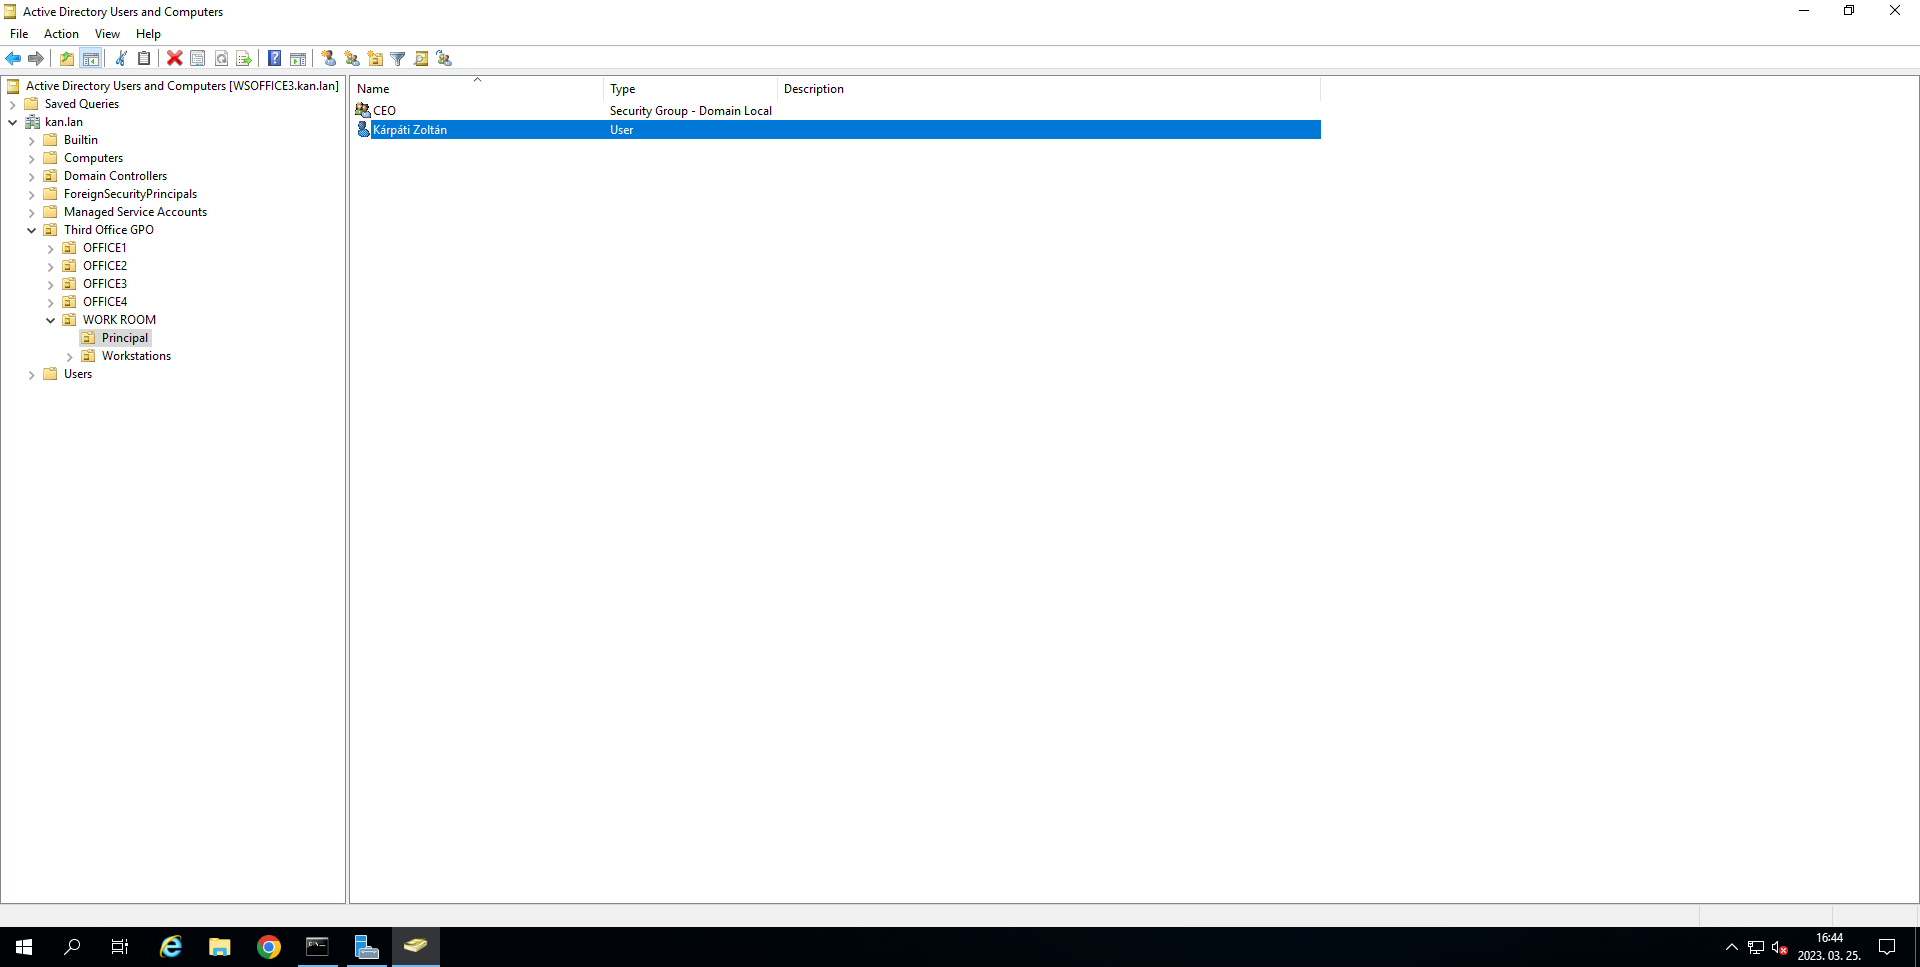 Active Directory Users and Computers
File Action View Help
Active Directory Users and Computers [WSOFFICE3.kan.lan]
Saved Queries
kan.lan
Builtin
Computers
Domain Controllers
ForeignSecurityPrincipals
Managed Service Accounts
Third Office GPO
OFFICE1
OFFICE2
OFFICE3
OFFICE4
WORK ROOM
Principal
Workstations
Users
Name Type Description
CEO Security Group - Domain Local
Kárpáti Zoltán User
16:44
2023. 03. 25.